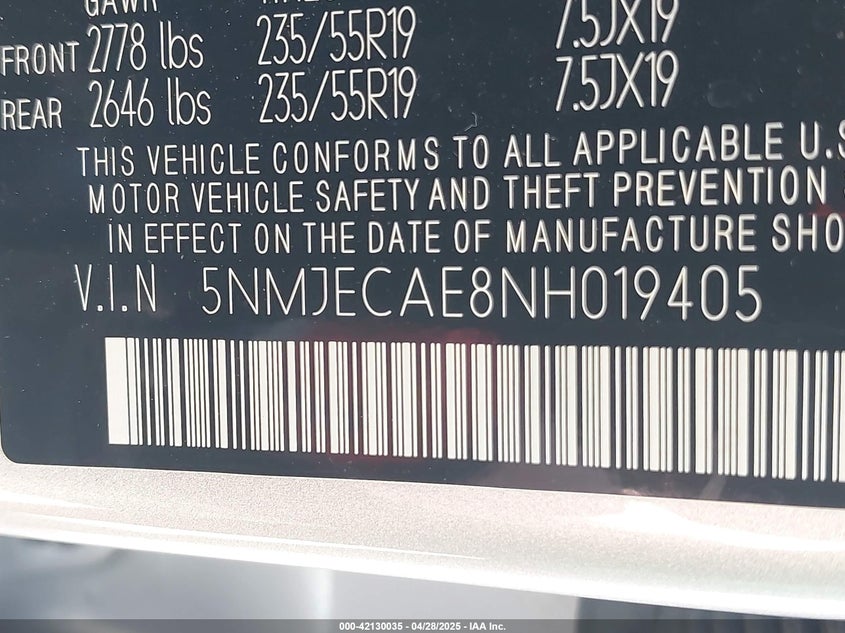 GAWR
FRONT 2778 lbs 235/55R19 7.5JX19
REAR 2646 lbs 235/55R19 7.5JX19
THIS VEHICLE CONFORMS TO ALL APPLICABLE U.S
MOTOR VEHICLE SAFETY AND THEFT PREVENTION
IN EFFECT ON THE DATE OF MANUFACTURE SHO
V.I.N 5NMJECAE8NH019405
000-42130035 - 04/28/2025 - IAA Inc.